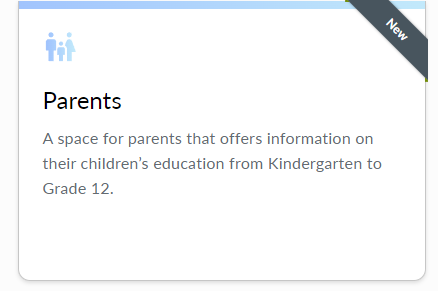 New
Parents
A space for parents that offers information on
their children's education from Kindergarten to
Grade 12.